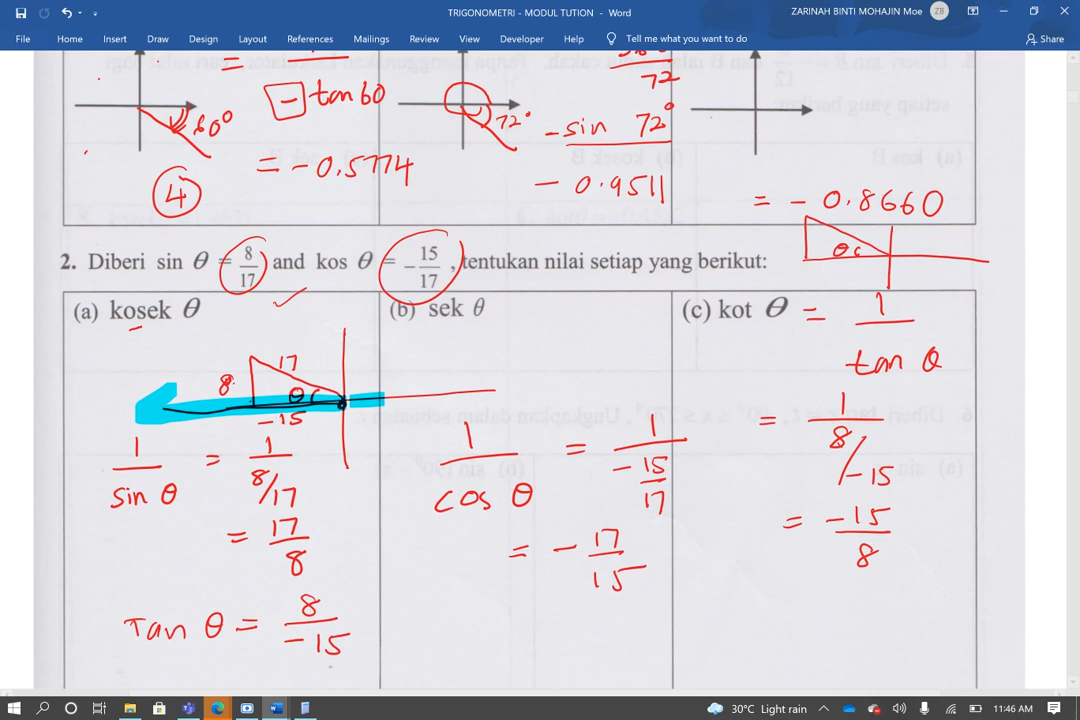 TRIGONOMETRI - MODUL TUTION - Word
ZARINAH BINTI MOHAJIN Moe
ZB
File Home Insert Draw Design Layout References Mailings Review View Developer Help Tell me what you want to do Share
60°
④
=
- tan 60
= - 0.5774
72°
72
- sin 72°
- 0.9511
= - 0.8660
θ
2. Diberi sin θ = 8/17 and kos θ = -15/17, tentukan nilai setiap yang berikut:
(a) kosek θ
17
8
θ
-15
1/sin θ = 1/(8/17)
= 17/8
Tan θ = 8/-15
(b) sek θ
1/cos θ = 1/(-15/17)
= - 17/15
(c) kot θ = 1/tan θ
= 1/(8/-15)
= -15/8
30°C Light rain
11:46 AM